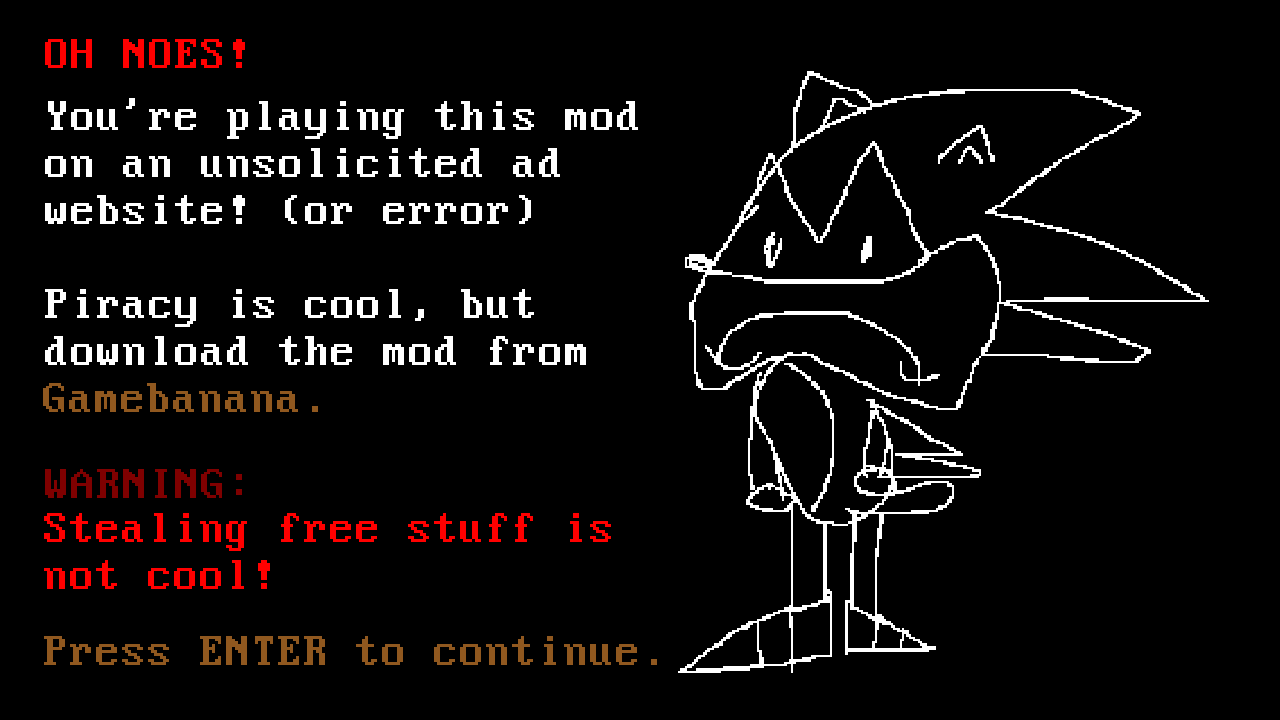 OH NOES!
You're playing this mod
on an unsolicited ad
website! (or error)
Piracy is cool, but
download the mod from
Gamebanana.
WARNING:
Stealing free stuff is
not cool!
Press ENTER to continue.